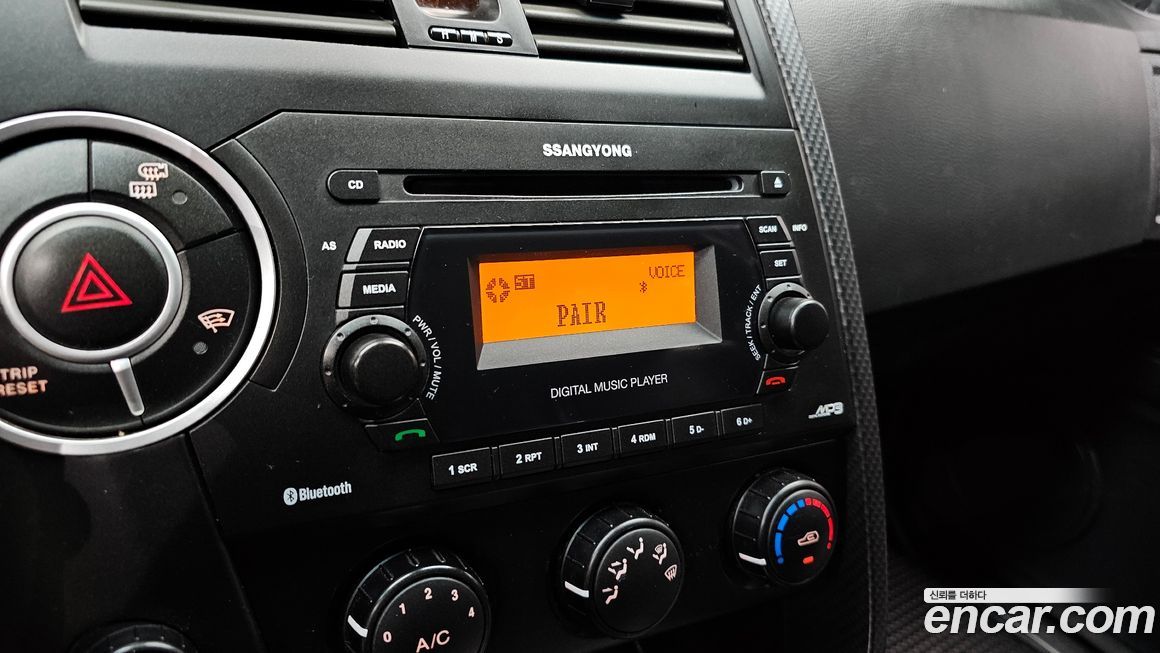 H M S
SSANGYONG
CD
AS
RADIO
SCAN
INFO
MEDIA
SET
ST
VOICE
PAIR
PWR / VOL / MUTE
SEEK / TRACK / ENT
DIGITAL MUSIC PLAYER
MP3
TRIP
RESET
1 SCR
2 RPT
3 INT
4 RDM
5 D-
6 D+
Bluetooth
0 1 2 3 4
A/C
신뢰를 더하다
encar.com